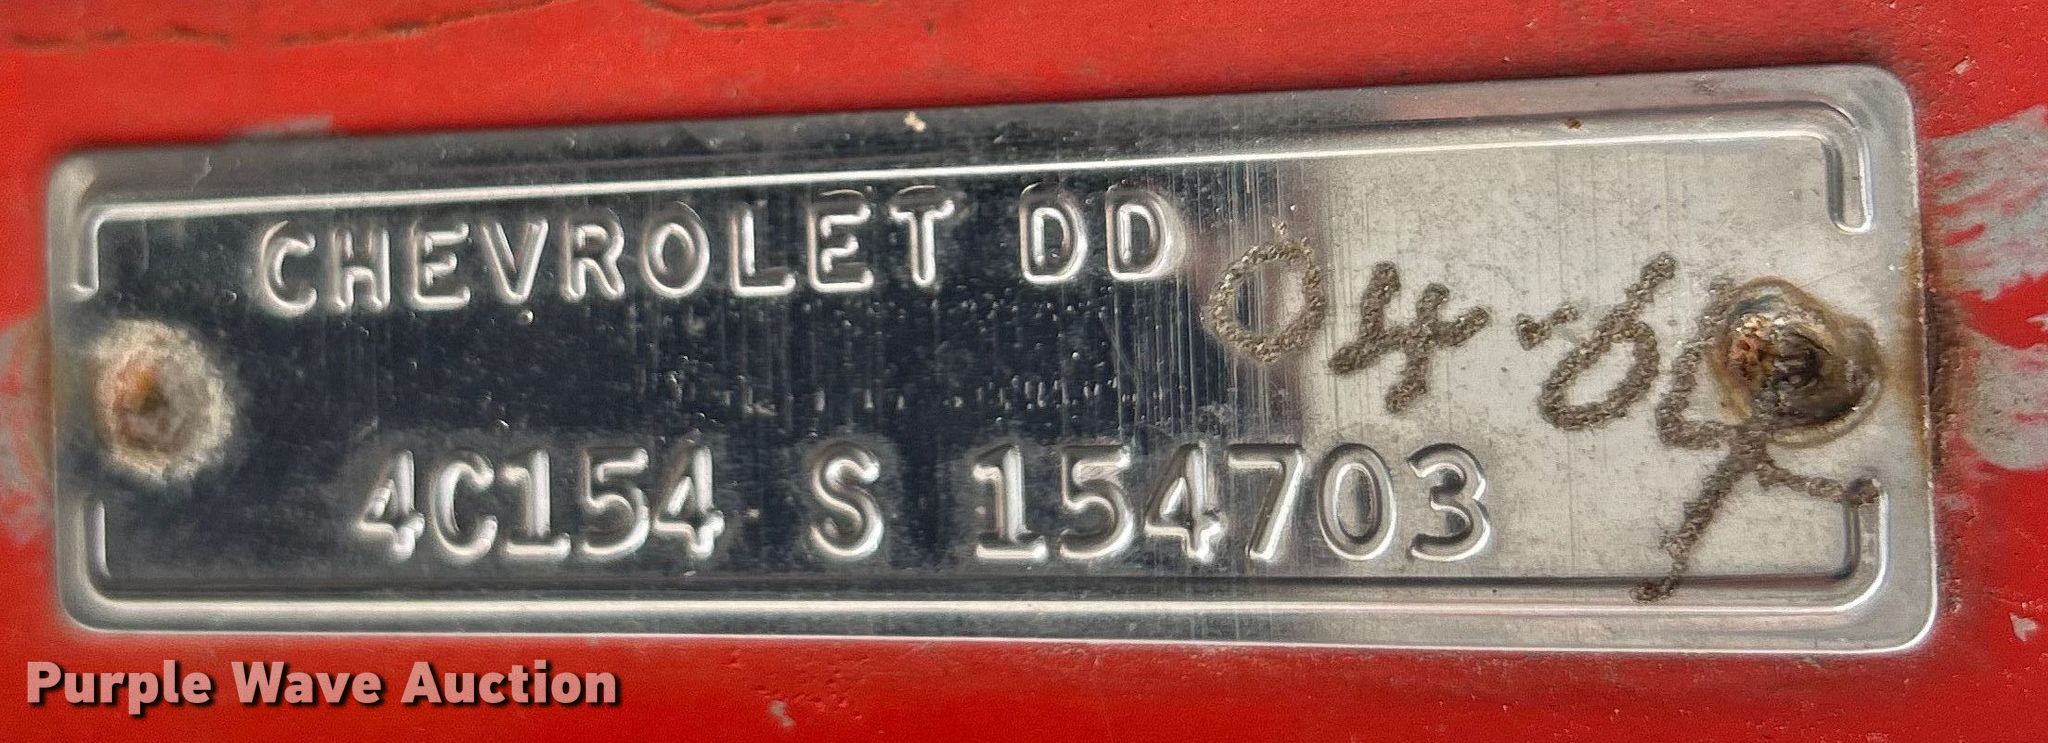 CHEVROLET DD
4C154 S 154703
Purple Wave Auction